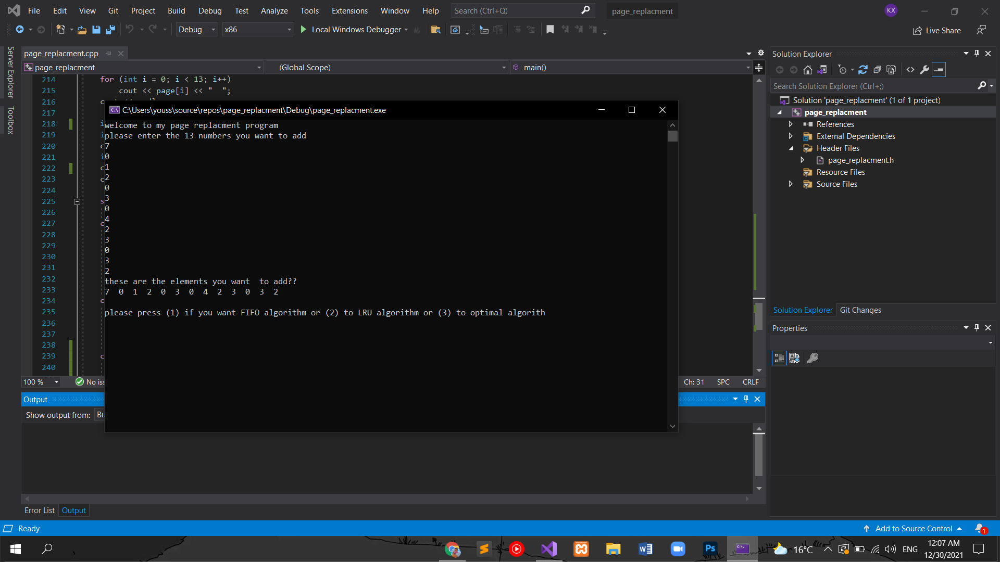 File Edit View Git Project Build Debug Test Analyze Tools Extensions Window Help Search (Ctrl+Q) page_replacment KX
Debug x86 Local Windows Debugger Live Share
Server Explorer
Toolbox
page_replacment.cpp
page_replacment (Global Scope) main()
214 for (int i = 0; i < 13; i++)
215 cout << page[i] << "  ";
216 c
217
218 i
219 i
220 c
221 i
222 c
223 c
224
225 s
226
227 c
228
229
230
231
232
233
234 c
235
236
237
238
239 c
240
C:\Users\youss\source\repos\page_replacment\Debug\page_replacment.exe
welcome to my page replacment program
please enter the 13 numbers you want to add
7
0
1
2
0
3
0
4
2
3
0
3
2
these are the elements you want  to add??
7  0  1  2  0  3  0  4  2  3  0  3  2
please press (1) if you want FIFO algorithm or (2) to LRU algorithm or (3) to optimal algorith
100 % No iss Ch: 31 SPC CRLF
Output
Show output from: Bu
Error List Output
Solution Explorer
Search Solution Explorer (Ctrl+;)
Solution 'page_replacment' (1 of 1 project)
page_replacment
References
External Dependencies
Header Files
page_replacment.h
Resource Files
Source Files
Solution Explorer Git Changes
Properties
Ready Add to Source Control 1
16°C ENG 12:07 AM
12/30/2021